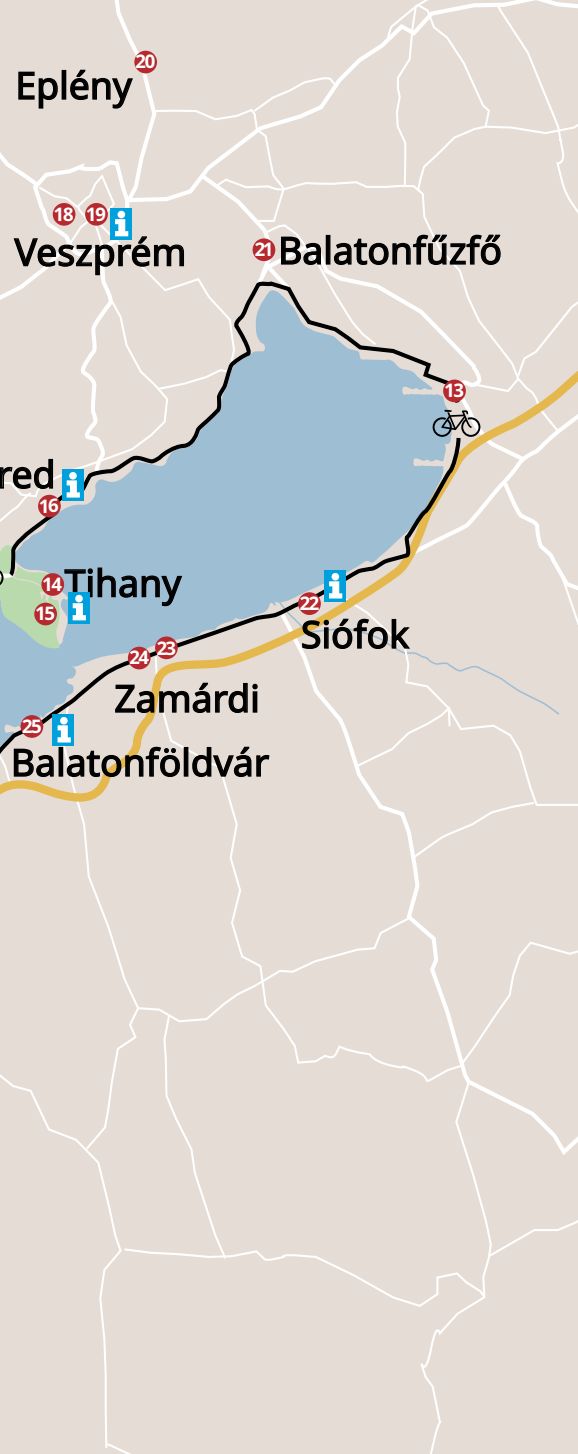 20
Eplény
18
19
i
Veszprém
21
Balatonfűzfő
13
red
i
16
14
Tihany
15
i
i
22
Siófok
23
24
Zamárdi
25
i
Balatonföldvár